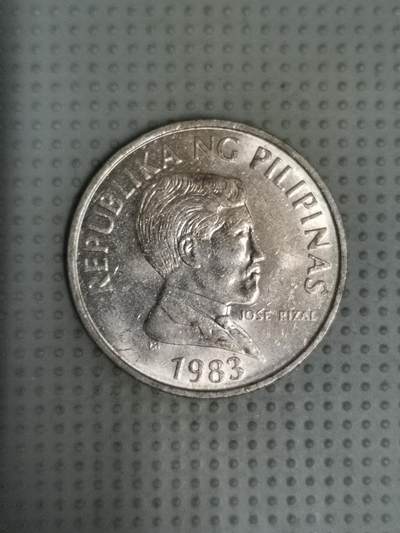 REPUBLIKA NG PILIPINAS
JOSE RIZAL
1983